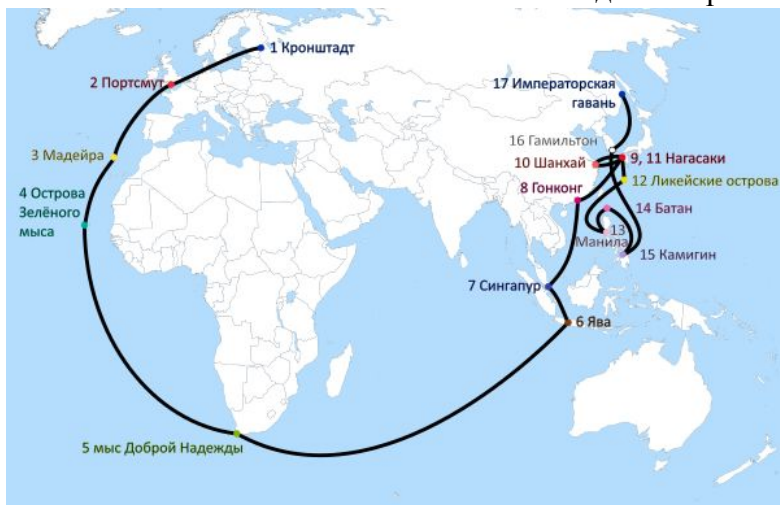 1 Кронштадт
2 Портсмут
17 Императорская
гавань
3 Мадейра
16 Гамильтон
10 Шанхай
9, 11 Нагасаки
12 Ликейские острова
8 Гонконг
4 Острова
Зелёного
мыса
14 Батан
13
Манила
15 Камигин
7 Сингапур
6 Ява
5 мыс Доброй Надежды